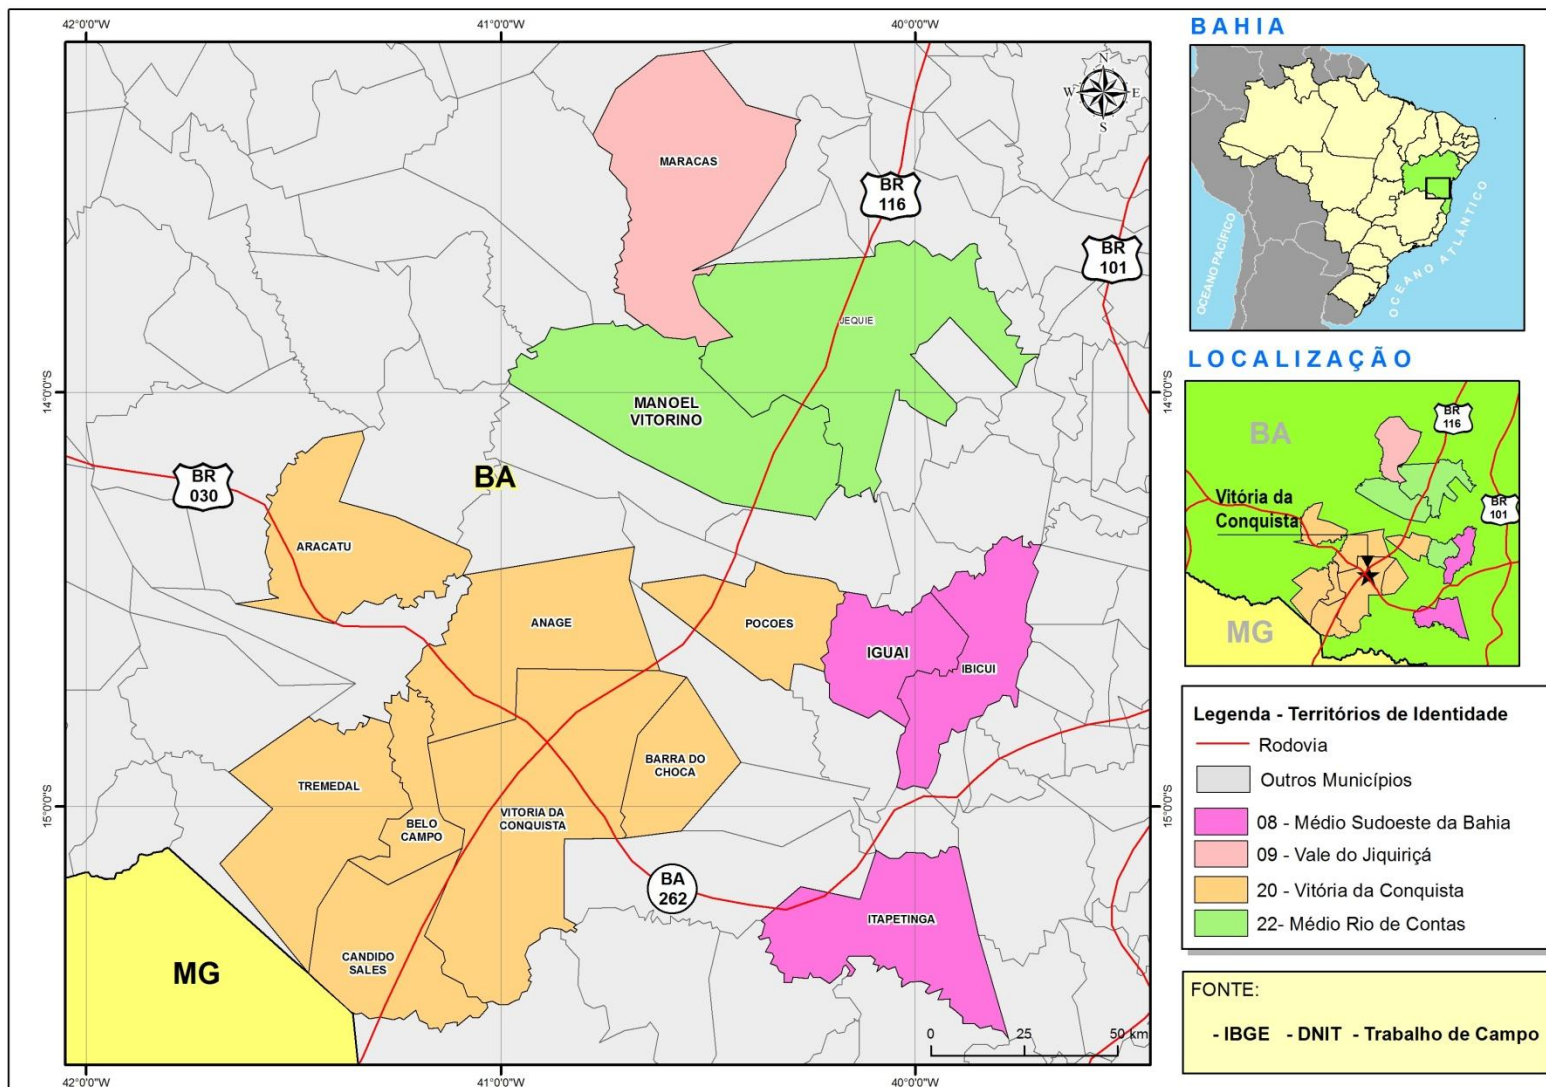 42°0'0"W
41°0'0"W
40°0'0"W
14°0'0"S
15°0'0"S
N
W
E
S
MARACAS
BR
116
BR
101
JEQUIE
MANOEL
VITORINO
BR
030
BA
ARACATU
ANAGE
POCOES
IGUAI
IBICUI
TREMEDAL
BELO
CAMPO
VITORIA DA
CONQUISTA
BARRA DO
CHOCA
BA
262
ITAPETINGA
CANDIDO
SALES
MG
0 25 50 km
14°0'0"S
15°0'0"S
42°0'0"W
41°0'0"W
40°0'0"W
BAHIA
OCEANO PACÍFICO
OCEANO ATLÂNTICO
LOCALIZAÇÃO
BA
BR
116
BR
101
Vitória da
Conquista
MG
Legenda - Territórios de Identidade
Rodovia
Outros Municípios
08 - Médio Sudoeste da Bahia
09 - Vale do Jiquiriçá
20 - Vitória da Conquista
22- Médio Rio de Contas
FONTE:
- IBGE - DNIT - Trabalho de Campo